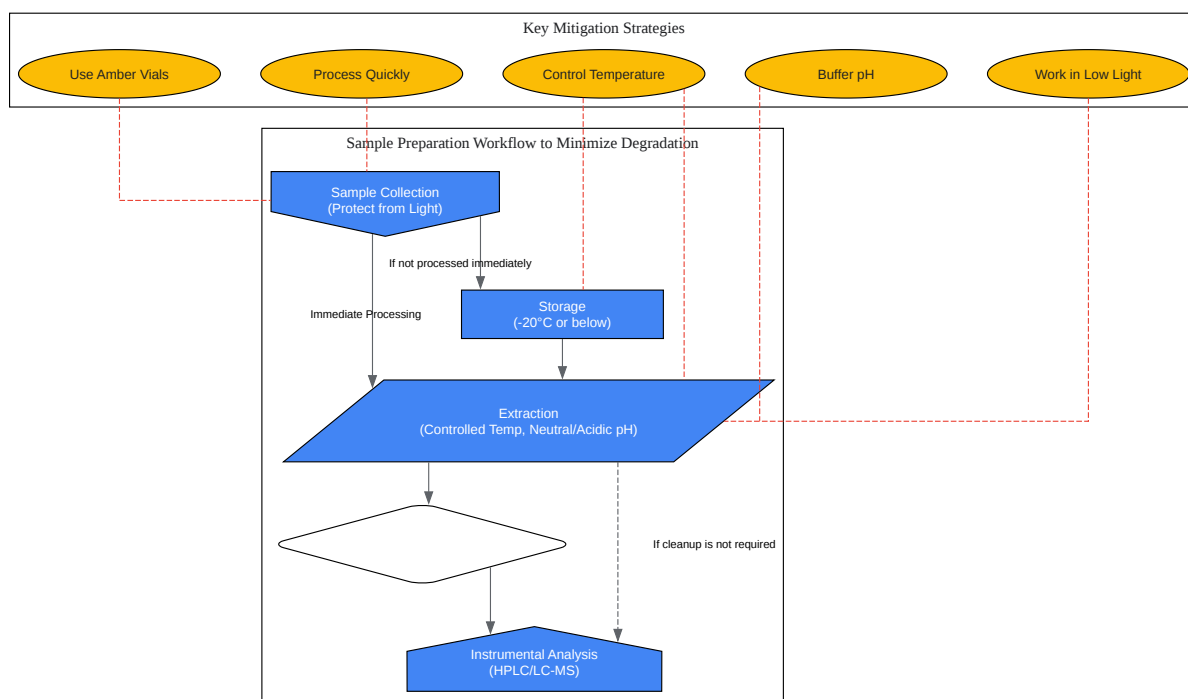 Key Mitigation Strategies
Use Amber Vials
Process Quickly
Control Temperature
Buffer pH
Work in Low Light
Sample Preparation Workflow to Minimize Degradation
Sample Collection
(Protect from Light)
If not processed immediately
Storage
(-20°C or below)
Immediate Processing
Extraction
(Controlled Temp, Neutral/Acidic pH)
If cleanup is not required
Instrumental Analysis
(HPLC/LC-MS)